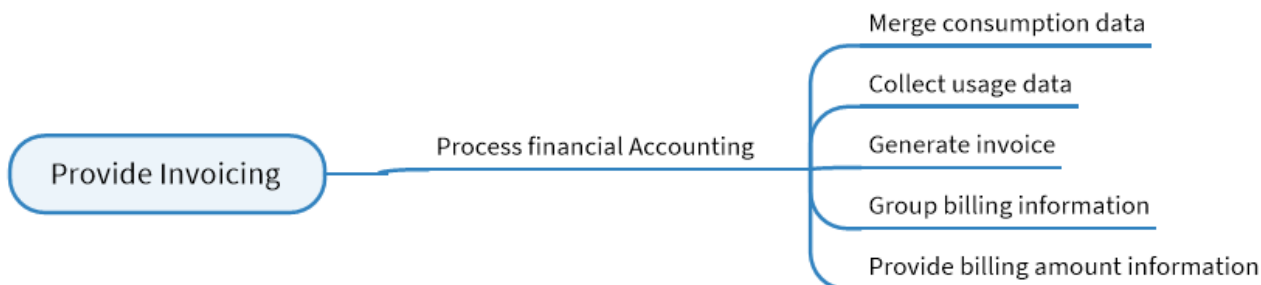 Provide Invoicing
Process financial Accounting
Merge consumption data
Collect usage data
Generate invoice
Group billing information
Provide billing amount information